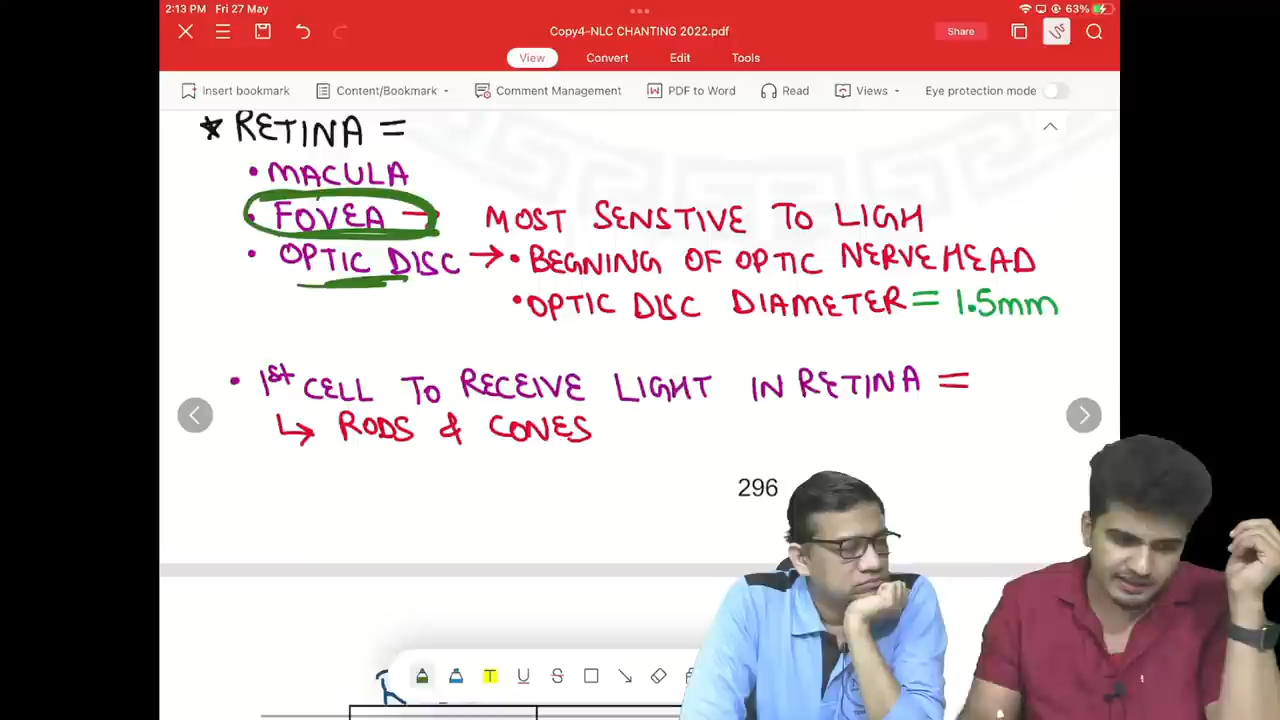 2:13 PM Fri 27 May
63%
Copy4-NLC CHANTING 2022.pdf
Share
View Convert Edit Tools
Insert bookmark Content/Bookmark Comment Management PDF to Word Read Views Eye protection mode
* RETINA =
• MACULA
• FOVEA → MOST SENSTIVE TO LIGH
• OPTIC DISC → • BEGNING OF OPTIC NERVE HEAD
• OPTIC DISC DIAMETER = 1.5mm
• 1st CELL TO RECEIVE LIGHT IN RETINA =
↳ RODS & CONES
296
T U S